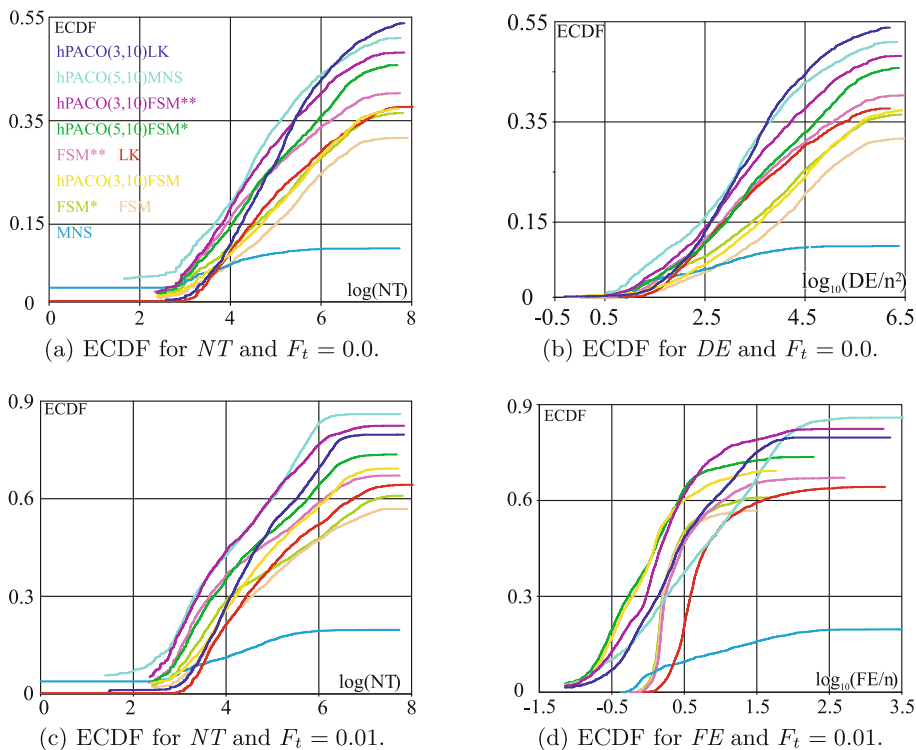 0.55
ECDF
hPACO(3,10)LK
hPACO(5,10)MNS
hPACO(3,10)FSM**
0.35
hPACO(5,10)FSM*
FSM** LK
hPACO(3,10)FSM
FSM* FSM
0.15
MNS
log(NT)
0
0 2 4 6 8
(a) ECDF for NT and Fₜ = 0.0.
0.55
ECDF
0.35
0.15
log₁₀(DE/n²)
0
-0.5 0.5 2.5 4.5 6.5
(b) ECDF for DE and Fₜ = 0.0.
0.9
ECDF
0.6
0.3
log(NT)
0
0 2 4 6 8
(c) ECDF for NT and Fₜ = 0.01.
0.9
ECDF
0.6
0.3
log₁₀(FE/n)
0
-1.5 -0.5 0.5 1.5 2.5 3.5
(d) ECDF for FE and Fₜ = 0.01.